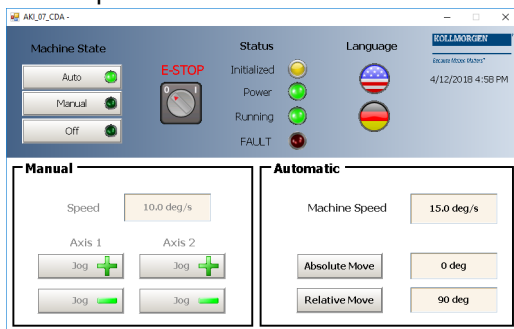 AKI_07_CDA -
Machine State
Status
Language
KOLLMORGEN
Because Motion Matters™
Auto
E-STOP
Initialized
4/12/2018 4:58 PM
0
I
Manual
Power
Off
Running
FAULT
Manual
Automatic
Speed
10.0 deg/s
Machine Speed
15.0 deg/s
Axis 1
Axis 2
Jog
Jog
Absolute Move
0 deg
Jog
Jog
Relative Move
90 deg